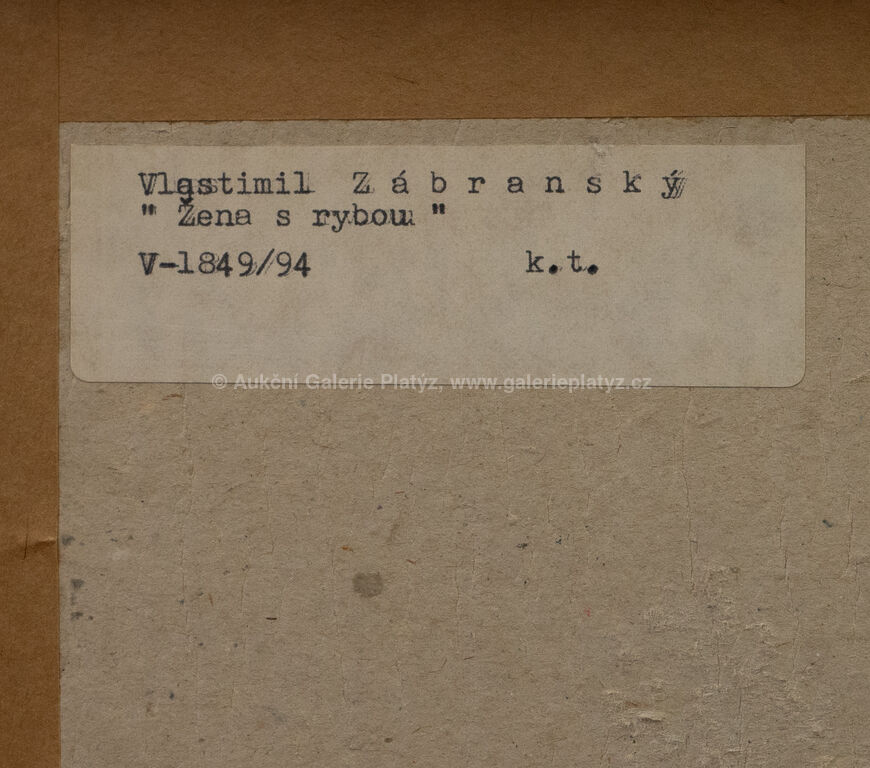 Vlastimil Zábranský
" Žena s rybou "
V-1849/94 k.t.
© Aukční Galerie Platýz, www.galerieplatyz.cz